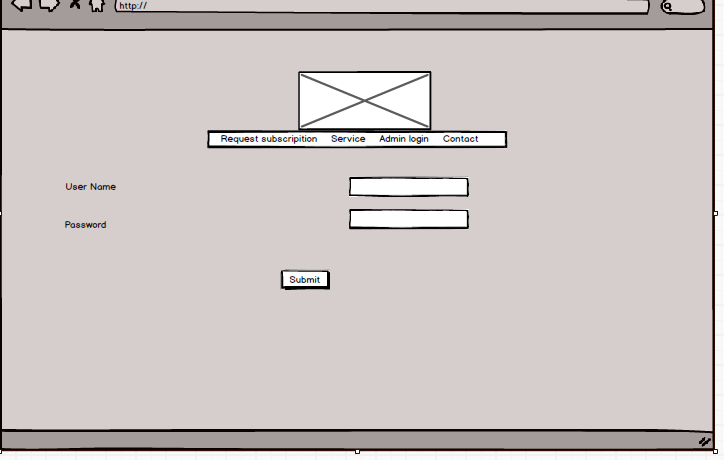 http://
Request subscripition Service Admin login Contact
User Name
Password
Submit